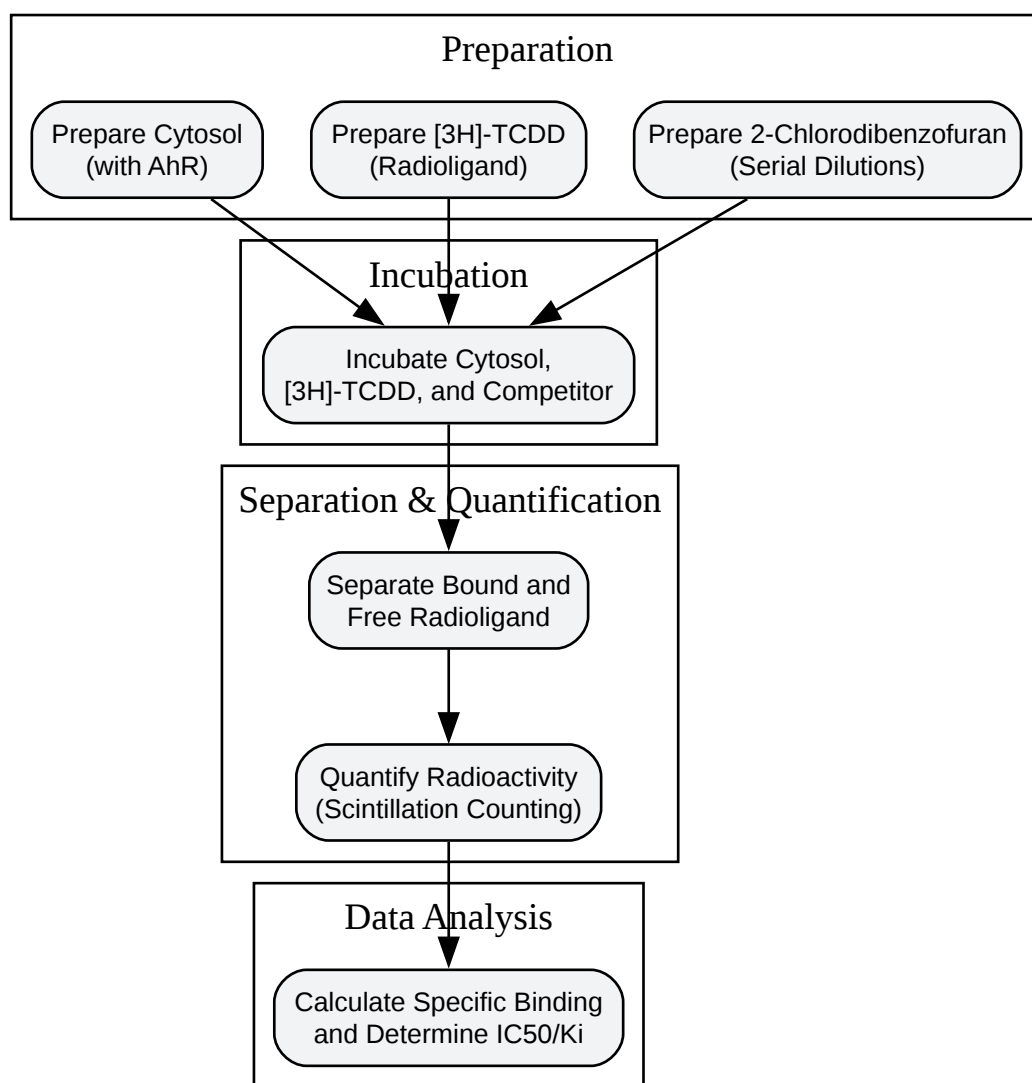 Preparation
Prepare Cytosol
(with AhR)
Prepare [3H]-TCDD
(Radioligand)
Prepare 2-Chlorodibenzofuran
(Serial Dilutions)
Incubation
Incubate Cytosol,
[3H]-TCDD, and Competitor
Separation & Quantification
Separate Bound and
Free Radioligand
Quantify Radioactivity
(Scintillation Counting)
Data Analysis
Calculate Specific Binding
and Determine IC50/Ki